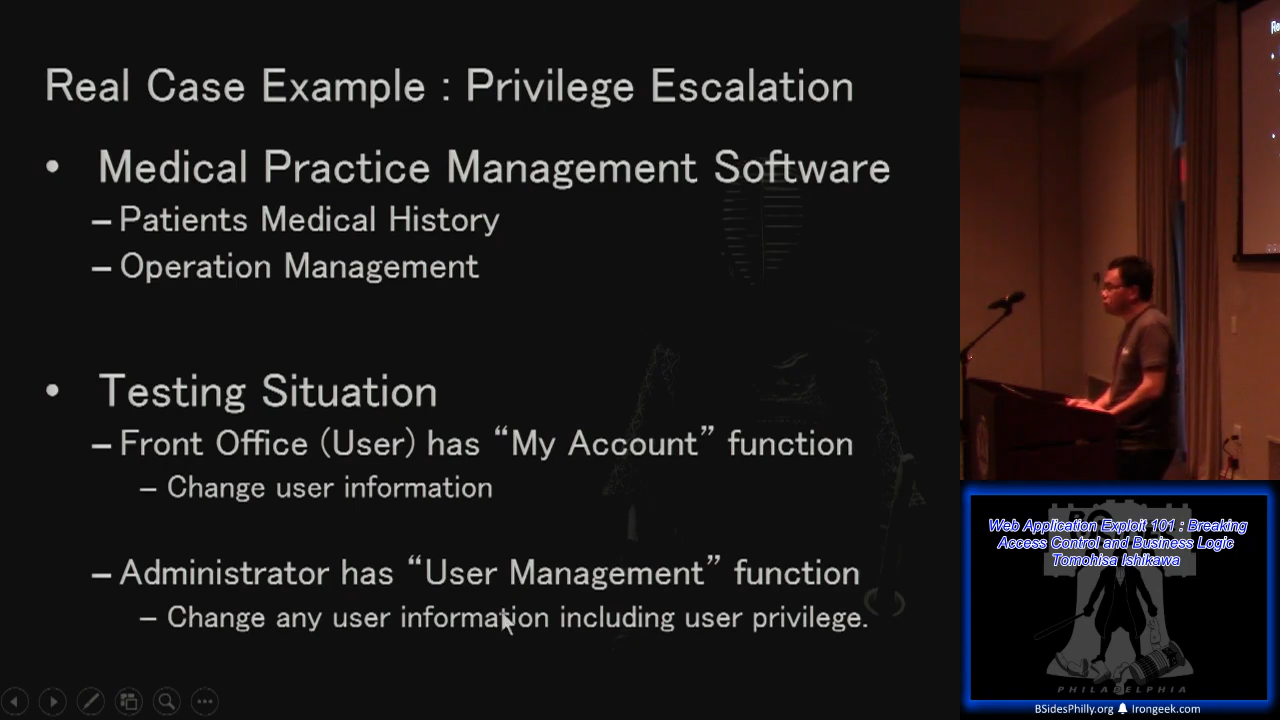 Real Case Example : Privilege Escalation
• Medical Practice Management Software
– Patients Medical History
– Operation Management
• Testing Situation
– Front Office (User) has “My Account” function
– Change user information
– Administrator has “User Management” function
– Change any user information including user privilege.
Web Application Exploit 101 : Breaking
Access Control and Business Logic
Tomohisa Ishikawa
PHILADELPHIA
BSidesPhilly.org Irongeek.com